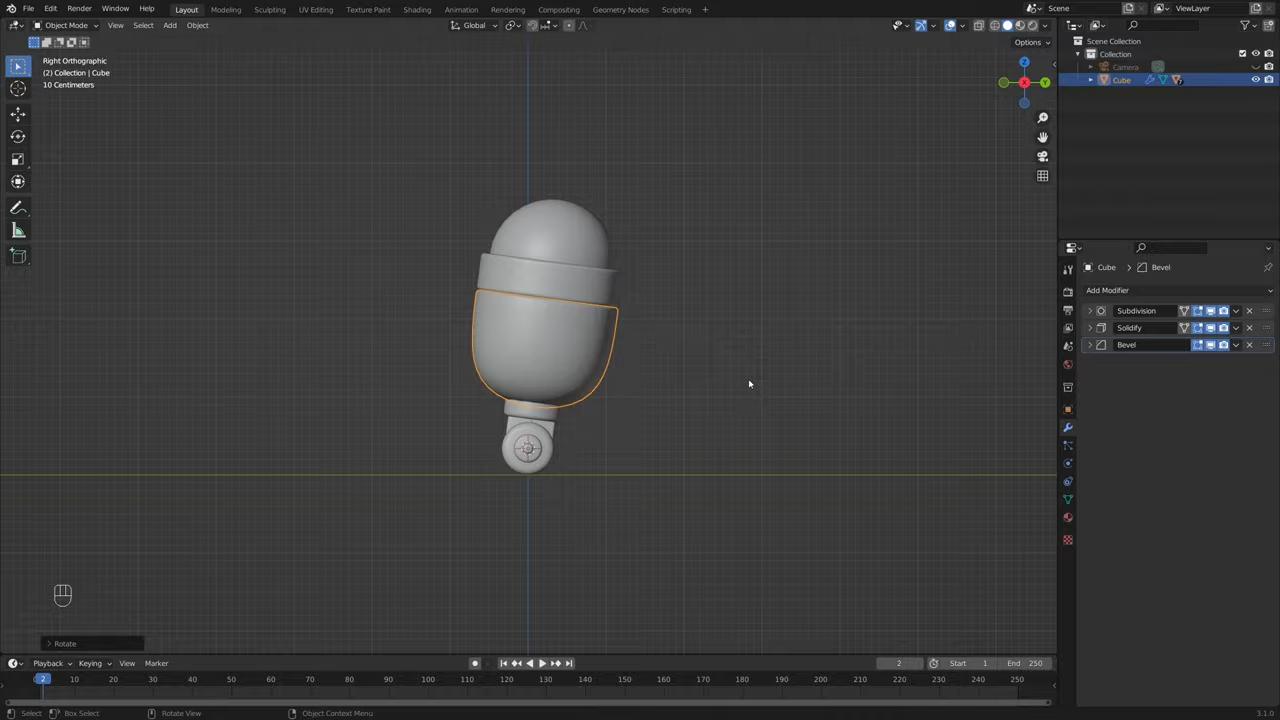 File Edit Render Window Help Layout Modeling Sculpting UV Editing Texture Paint Shading Animation Rendering Compositing Geometry Nodes Scripting + Scene ViewLayer
Object Mode View Select Add Object Global
Options
Right Orthographic
(2) Collection | Cube
10 Centimeters
Z
X
Y
Scene Collection
Collection
Camera
Cube
Cube > Bevel
Add Modifier
Subdivision
Solidify
Bevel
Rotate
Playback Keying View Marker 2 Start 1 End 250
2 10 20 30 40 50 60 70 80 90 100 110 120 130 140 150 160 170 180 190 200 210 220 230 240 250
Select Box Select Rotate View Object Context Menu 3.1.0